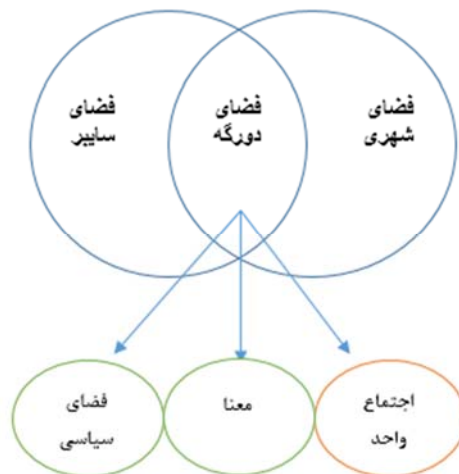 فضای
شهری
فضای
دورگه
فضای
سایبر
اجتماع
واحد
معنا
فضای
سیاسی